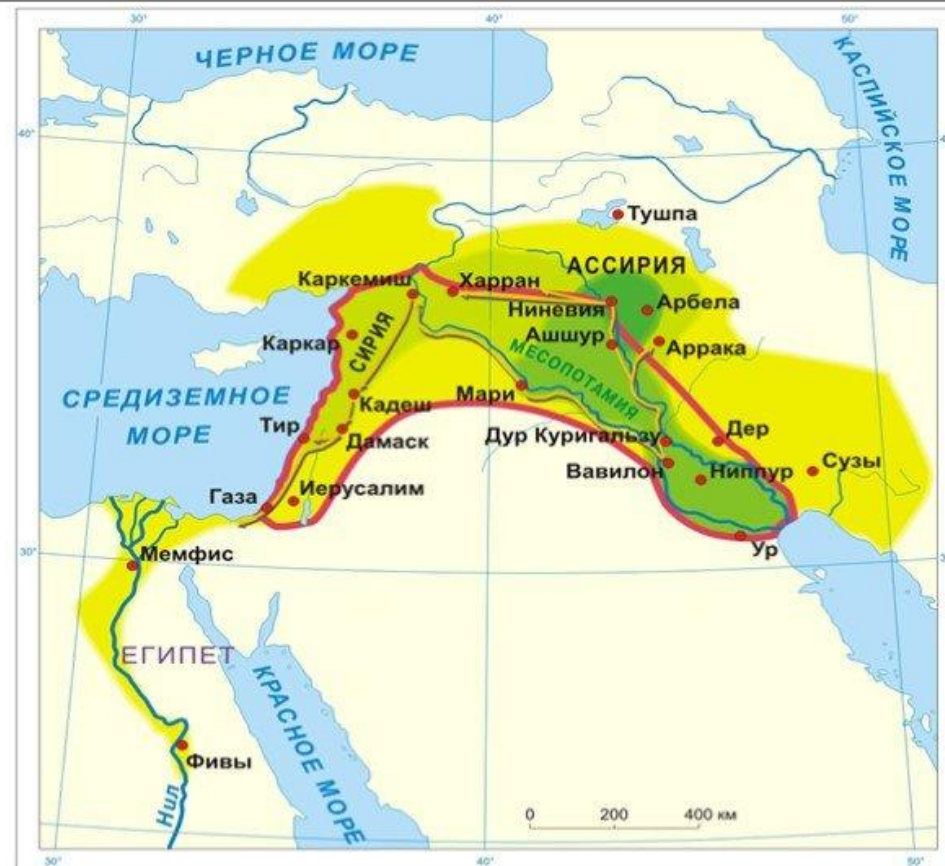 30° 40° 50°
ЧЕРНОЕ МОРЕ
КАСПИЙСКОЕ МОРЕ
40°
Тушпа
АССИРИЯ
Каркемиш
Харран
Ниневия
Арбела
Ашшур
Аррака
Каркар
СИРИЯ
МЕСОПОТАМИЯ
СРЕДИЗЕМНОЕ
МОРЕ
Мари
Кадеш
Тир
Дамаск
Дур Куригальзу
Дер
Вавилон
Ниппур
Сузы
Газа
Иерусалим
Ур
30°
Мемфис
ЕГИПЕТ
КРАСНОЕ МОРЕ
Фивы
Нил
0 200 400 км
30° 40° 50°